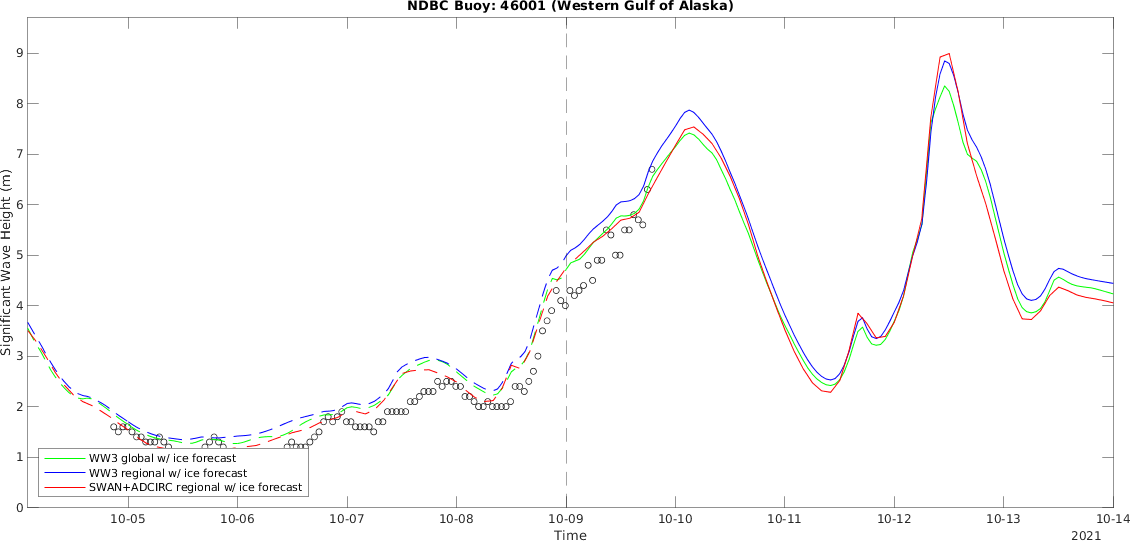 NDBC Buoy: 46001 (Western Gulf of Alaska)
Significant Wave Height (m)
9
8
7
6
5
4
3
2
1
0
WW3 global w/ ice forecast
WW3 regional w/ ice forecast
SWAN+ADCIRC regional w/ ice forecast
10-05 10-06 10-07 10-08 10-09 10-10 10-11 10-12 10-13 10-14
Time
2021